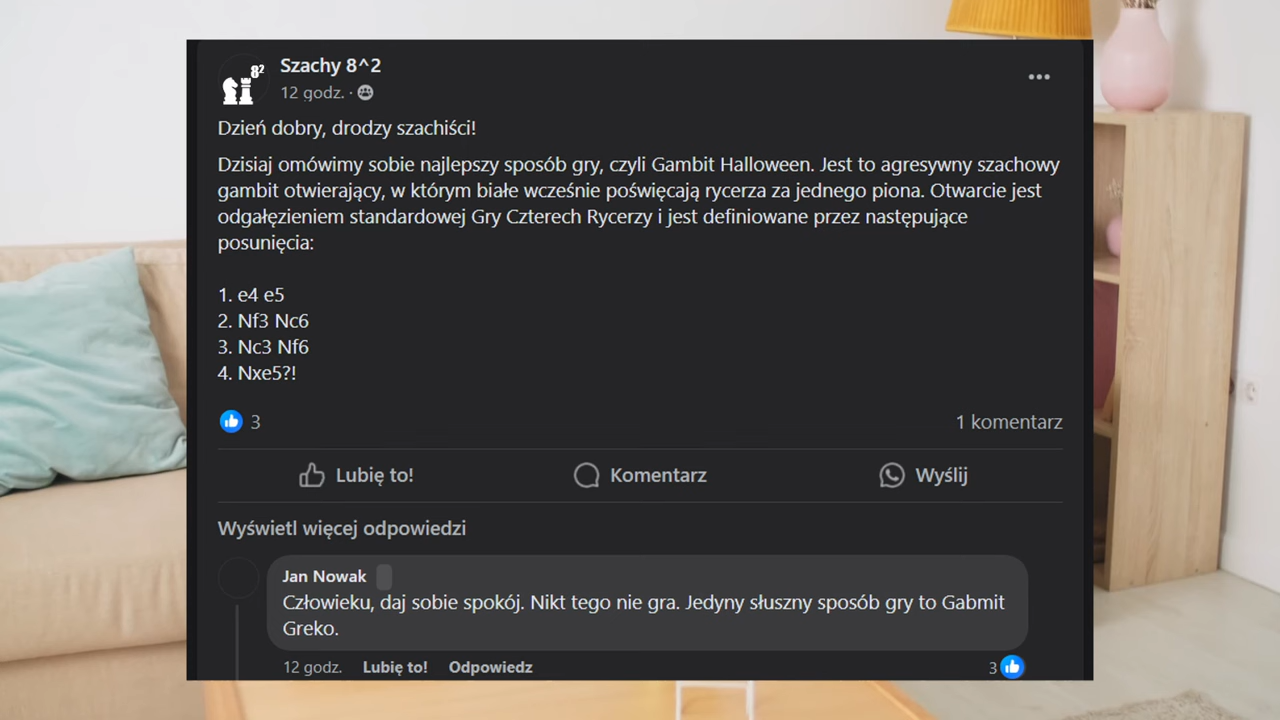 8²
Szachy 8^2
12 godz. ·
Dzień dobry, drodzy szachiści!
Dzisiaj omówimy sobie najlepszy sposób gry, czyli Gambit Halloween. Jest to agresywny szachowy
gambit otwierający, w którym białe wcześnie poświęcają rycerza za jednego piona. Otwarcie jest
odgałęzieniem standardowej Gry Czterech Rycerzy i jest definiowane przez następujące
posunięcia:
1. e4 e5
2. Nf3 Nc6
3. Nc3 Nf6
4. Nxe5?!
3
1 komentarz
Lubię to!
Komentarz
Wyślij
Wyświetl więcej odpowiedzi
Jan Nowak
Człowieku, daj sobie spokój. Nikt tego nie gra. Jedyny słuszny sposób gry to Gabmit
Greko.
12 godz. Lubię to! Odpowiedz
3